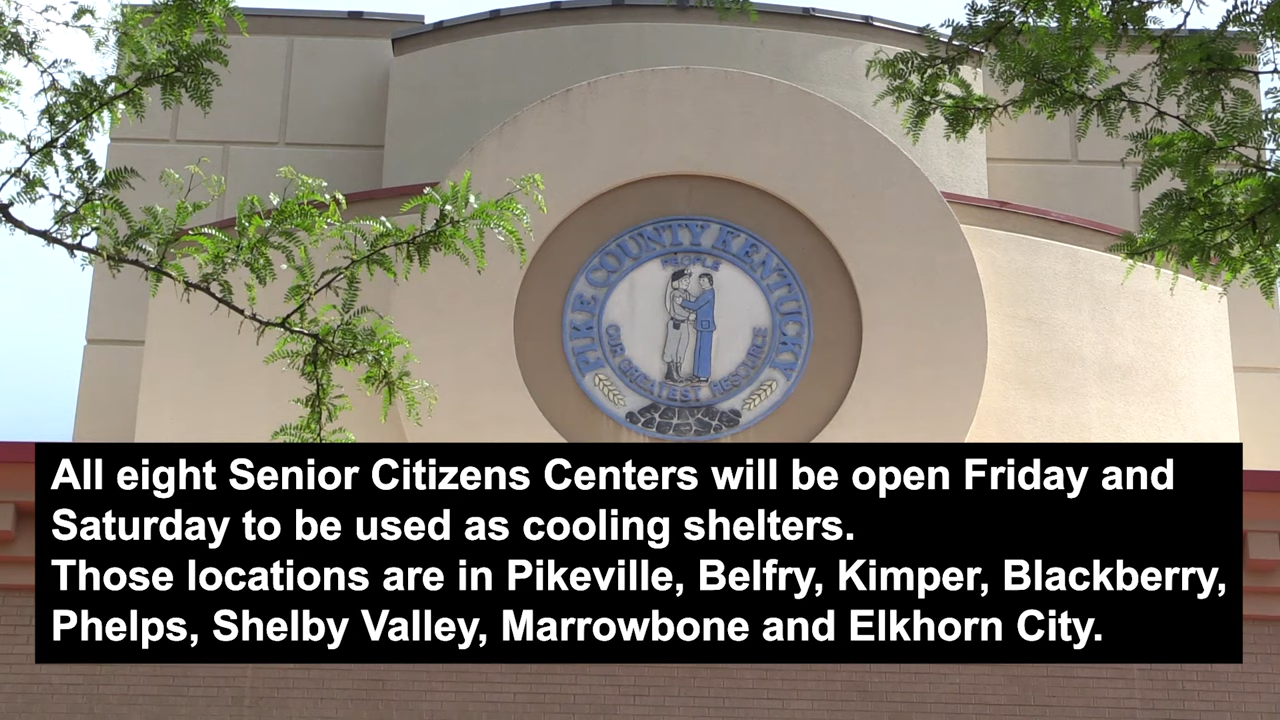 PIKE COUNTY KENTUCKY
PEOPLE
OUR GREATEST RESOURCE
All eight Senior Citizens Centers will be open Friday and
Saturday to be used as cooling shelters.
Those locations are in Pikeville, Belfry, Kimper, Blackberry,
Phelps, Shelby Valley, Marrowbone and Elkhorn City.